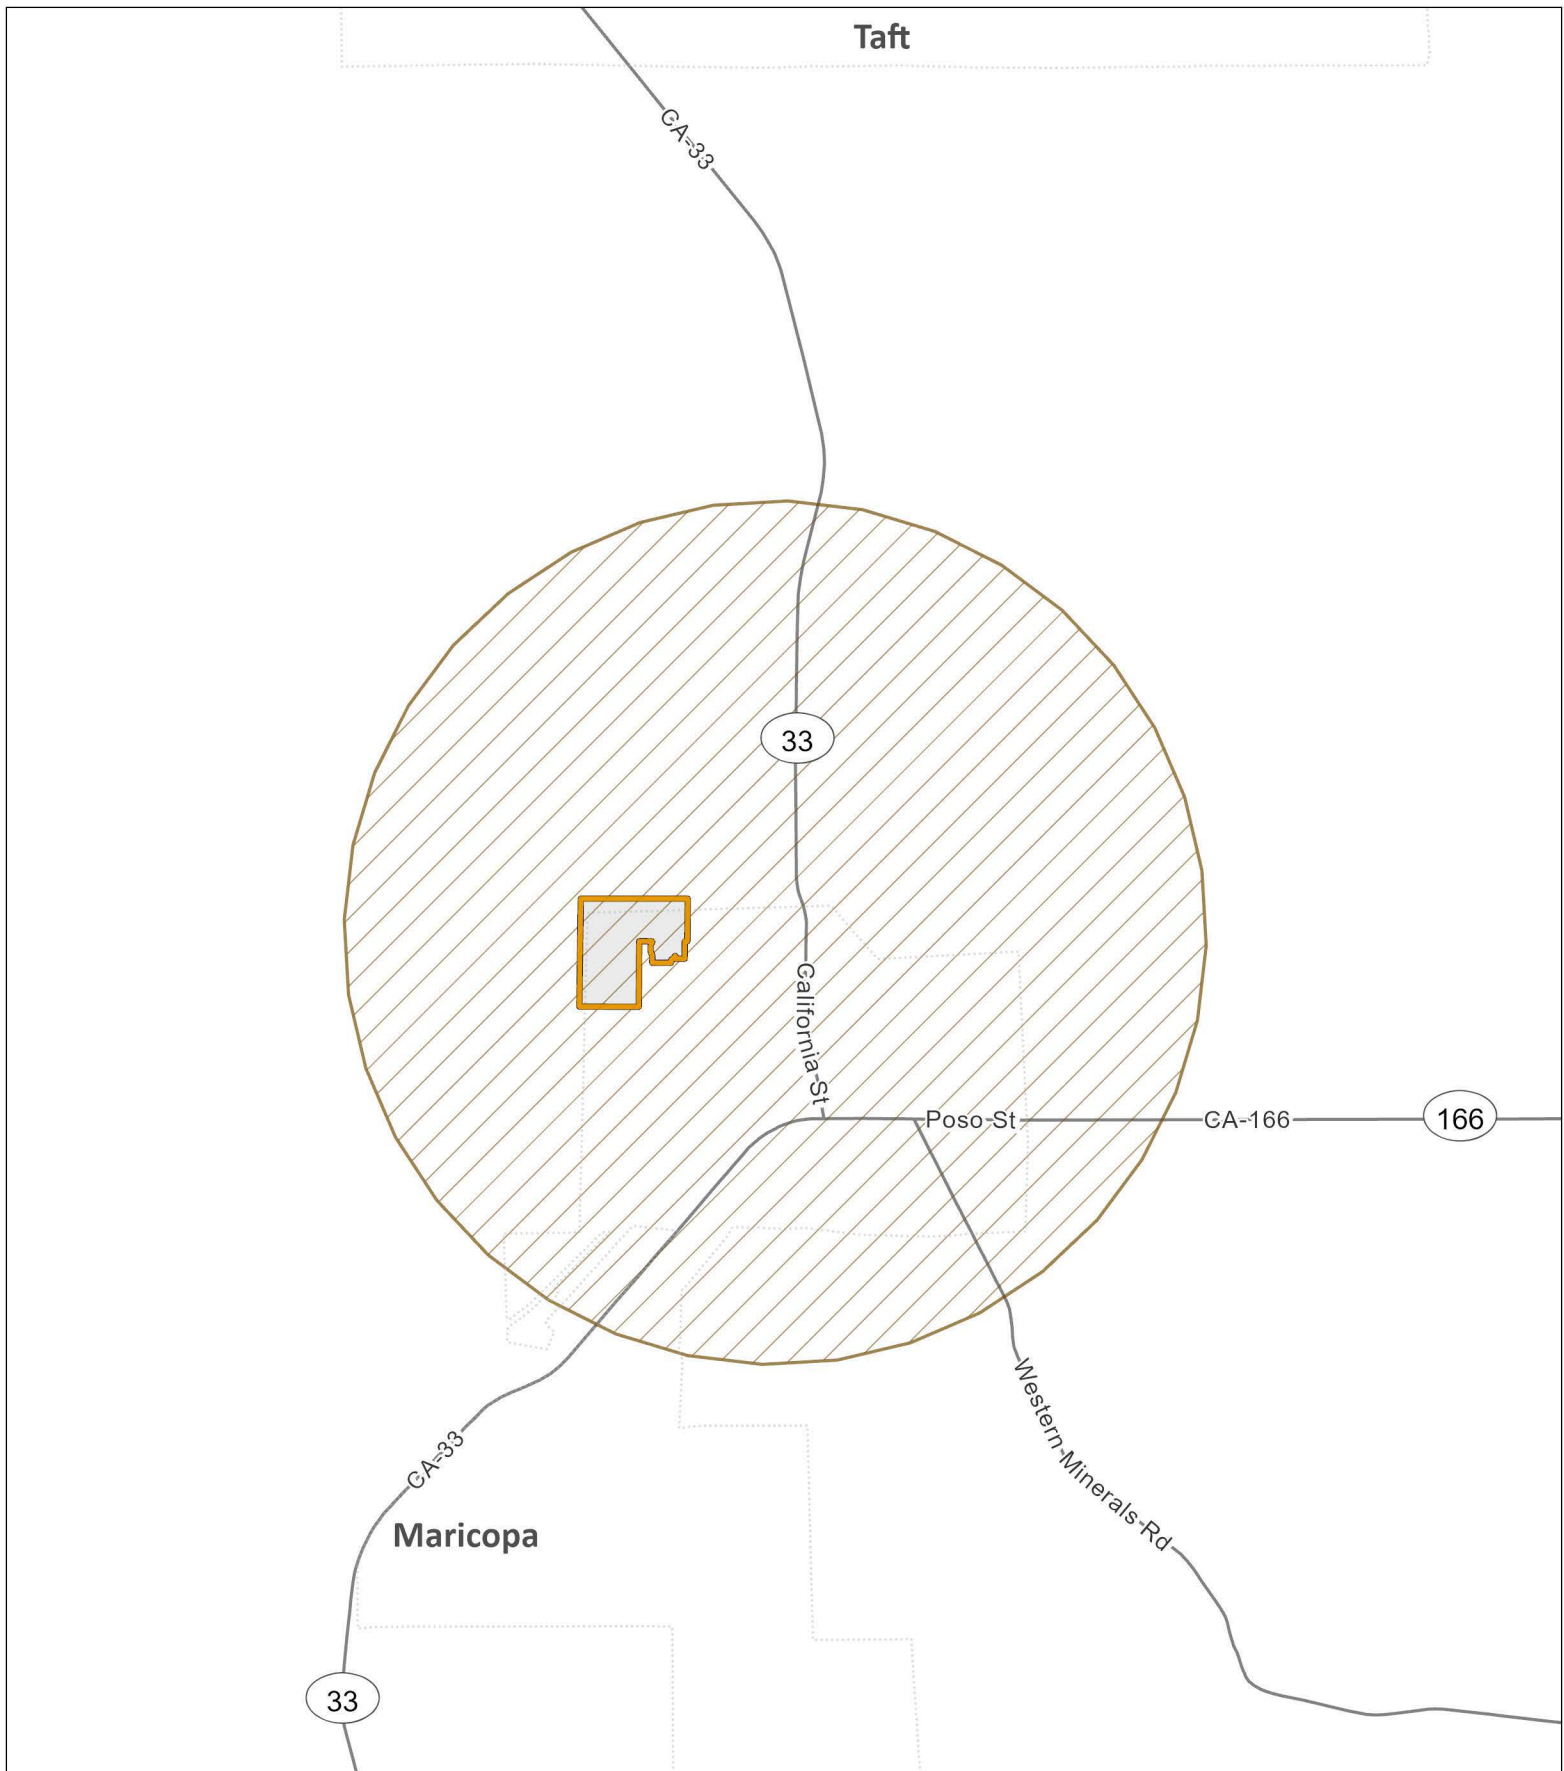 Taft
CA-33
33
California St
Poso St
CA-166
166
Western Minerals Rd
CA-33
Maricopa
33